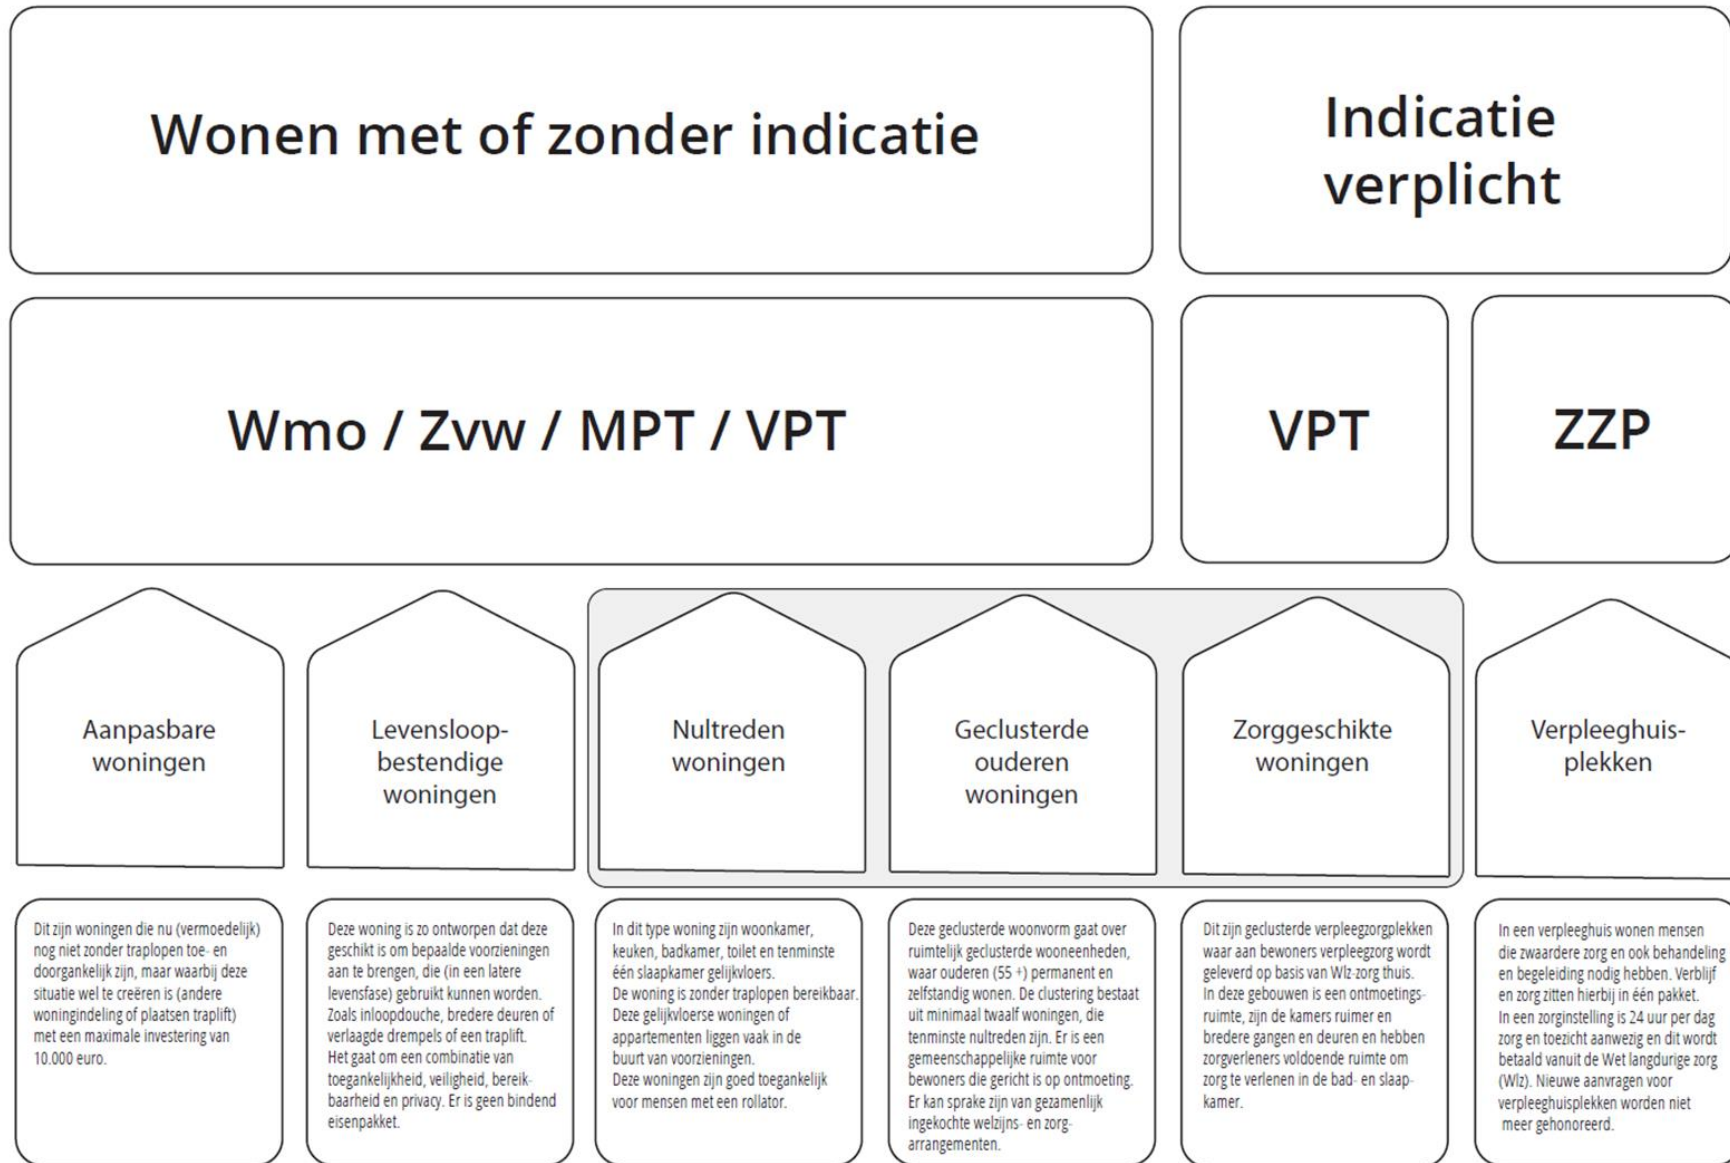 Wonen met of zonder indicatie
Indicatie
verplicht
Wmo / Zvw / MPT / VPT
VPT
ZZP
Aanpasbare
woningen
Levensloop-
bestendige
woningen
Nultreden
woningen
Geclusterde
ouderen
woningen
Zorggeschikte
woningen
Verpleeghuis-
plekken
Dit zijn woningen die nu (vermoedelijk)
nog niet zonder traplopen toe- en
doorgankelijk zijn, maar waarbij deze
situatie wel te creëren is (andere
woningindeling of plaatsen traplift)
met een maximale investering van
10.000 euro.
Deze woning is zo ontworpen dat deze
geschikt is om bepaalde voorzieningen
aan te brengen, die (in een latere
levensfase) gebruikt kunnen worden.
Zoals inloopdouche, bredere deuren of
verlaagde drempels of een traplift.
Het gaat om een combinatie van
toegankelijkheid, veiligheid, bereik-
baarheid en privacy. Er is geen bindend
eisenpakket.
In dit type woning zijn woonkamer,
keuken, badkamer, toilet en tenminste
één slaapkamer gelijkvloers.
De woning is zonder traplopen bereikbaar.
Deze gelijkvloerse woningen of
appartementen liggen vaak in de
buurt van voorzieningen.
Deze woningen zijn goed toegankelijk
voor mensen met een rollator.
Deze geclusterde woonvorm gaat over
ruimtelijk geclusterde wooneenheden,
waar ouderen (55 +) permanent en
zelfstandig wonen. De clustering bestaat
uit minimaal twaalf woningen, die
tenminste nultreden zijn. Er is een
gemeenschappelijke ruimte voor
bewoners die gericht is op ontmoeting.
Er kan sprake zijn van gezamenlijk
ingekochte welzijns- en zorg-
arrangementen.
Dit zijn geclusterde verpleegzorgplekken
waar aan bewoners verpleegzorg wordt
geleverd op basis van Wlz-zorg thuis.
In deze gebouwen is een ontmoetings-
ruimte, zijn de kamers ruimer en
bredere gangen en deuren en hebben
zorgverleners voldoende ruimte om
zorg te verlenen in de bad- en slaap-
kamer.
In een verpleeghuis wonen mensen
die zwaardere zorg en ook behandeling
en begeleiding nodig hebben. Verblijf
en zorg zitten hierbij in één pakket.
In een zorginstelling is 24 uur per dag
zorg en toezicht aanwezig en dit wordt
betaald vanuit de Wet langdurige zorg
(Wlz). Nieuwe aanvragen voor
verpleeghuisplekken worden niet
meer gehonoreerd.